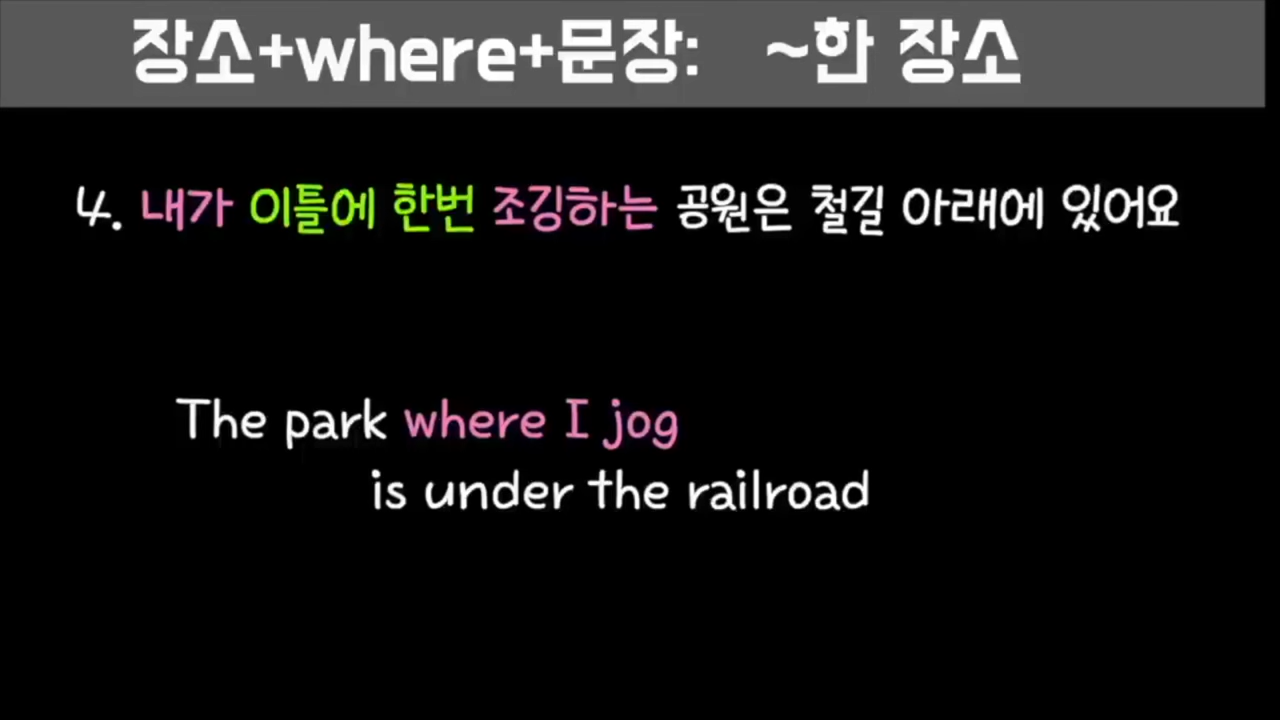 장소+where+문장: ~한 장소
4. 내가 이틀에 한번 조깅하는 공원은 철길 아래에 있어요
The park where I jog
is under the railroad